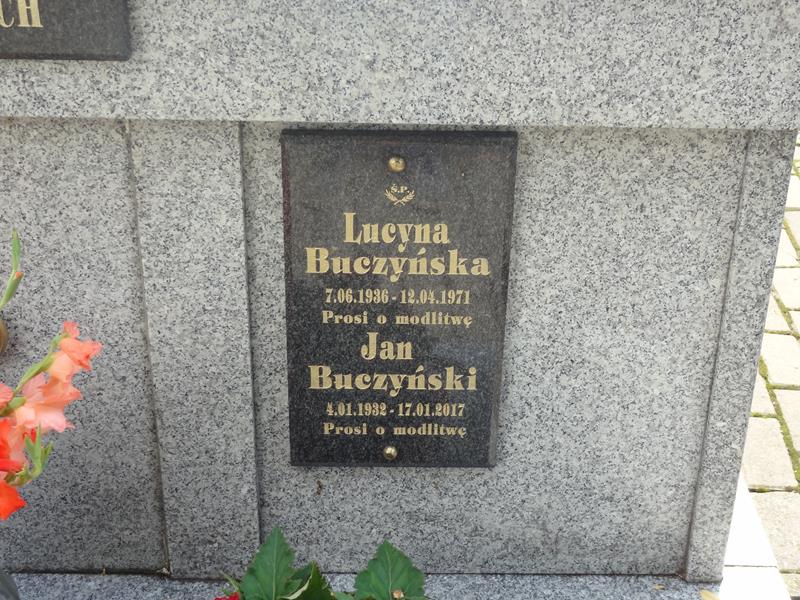 CH
Ś.P.
Lucyna
Buczyńska
7.06.1936 - 12.04.1971
Prosi o modlitwę
Jan
Buczyński
4.01.1932 - 17.01.2017
Prosi o modlitwę